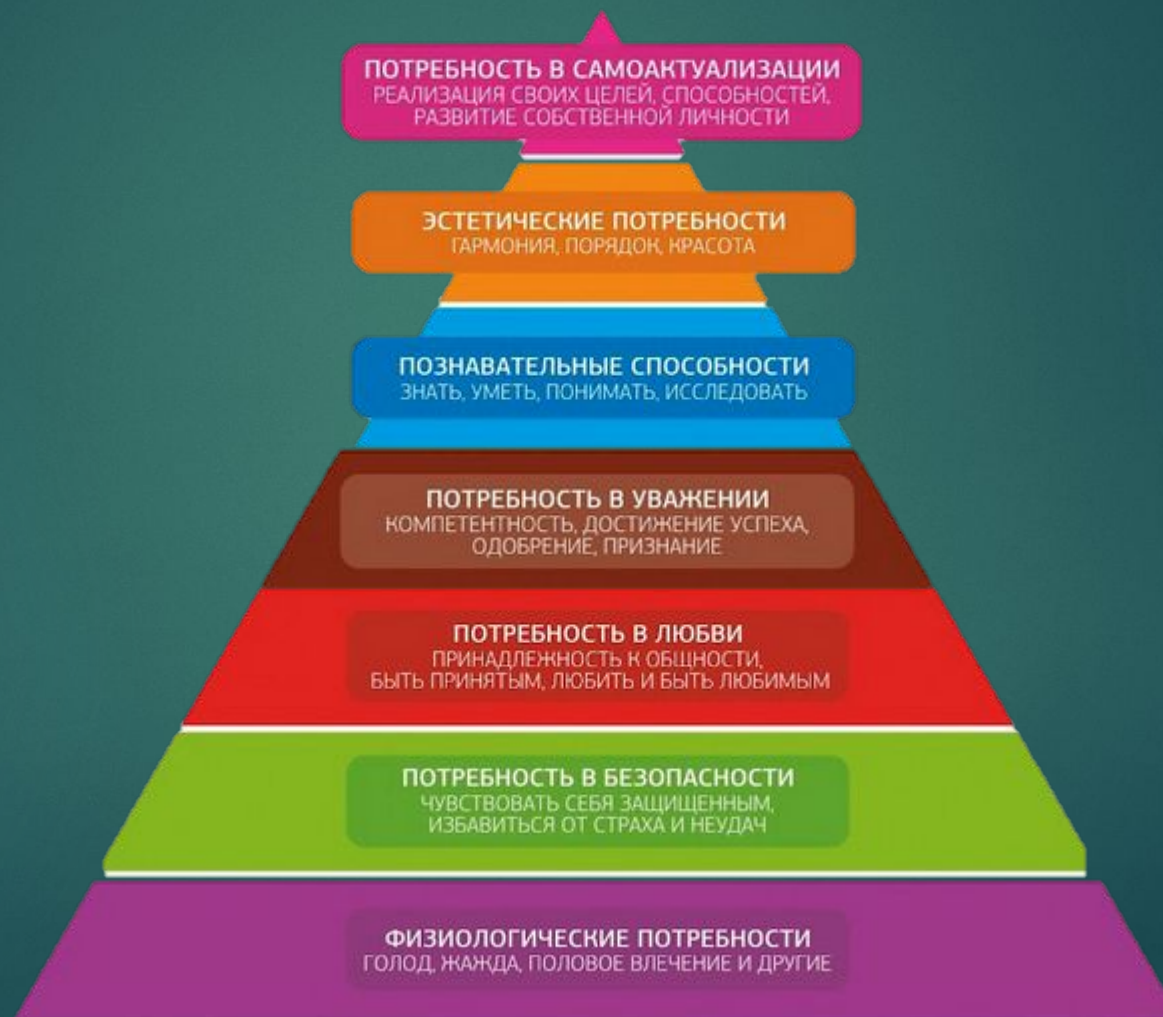 ПОТРЕБНОСТЬ В САМОАКТУАЛИЗАЦИИ
РЕАЛИЗАЦИЯ СВОИХ ЦЕЛЕЙ, СПОСОБНОСТЕЙ,
РАЗВИТИЕ СОБСТВЕННОЙ ЛИЧНОСТИ
ЭСТЕТИЧЕСКИЕ ПОТРЕБНОСТИ
ГАРМОНИЯ, ПОРЯДОК, КРАСОТА
ПОЗНАВАТЕЛЬНЫЕ СПОСОБНОСТИ
ЗНАТЬ, УМЕТЬ, ПОНИМАТЬ, ИССЛЕДОВАТЬ
ПОТРЕБНОСТЬ В УВАЖЕНИИ
КОМПЕТЕНТНОСТЬ, ДОСТИЖЕНИЕ УСПЕХА,
ОДОБРЕНИЕ, ПРИЗНАНИЕ
ПОТРЕБНОСТЬ В ЛЮБВИ
ПРИНАДЛЕЖНОСТЬ К ОБЩНОСТИ,
БЫТЬ ПРИНЯТЫМ, ЛЮБИТЬ И БЫТЬ ЛЮБИМЫМ
ПОТРЕБНОСТЬ В БЕЗОПАСНОСТИ
ЧУВСТВОВАТЬ СЕБЯ ЗАЩИЩЕННЫМ,
ИЗБАВИТЬСЯ ОТ СТРАХА И НЕУДАЧ
ФИЗИОЛОГИЧЕСКИЕ ПОТРЕБНОСТИ
ГОЛОД, ЖАЖДА, ПОЛОВОЕ ВЛЕЧЕНИЕ И ДРУГИЕ